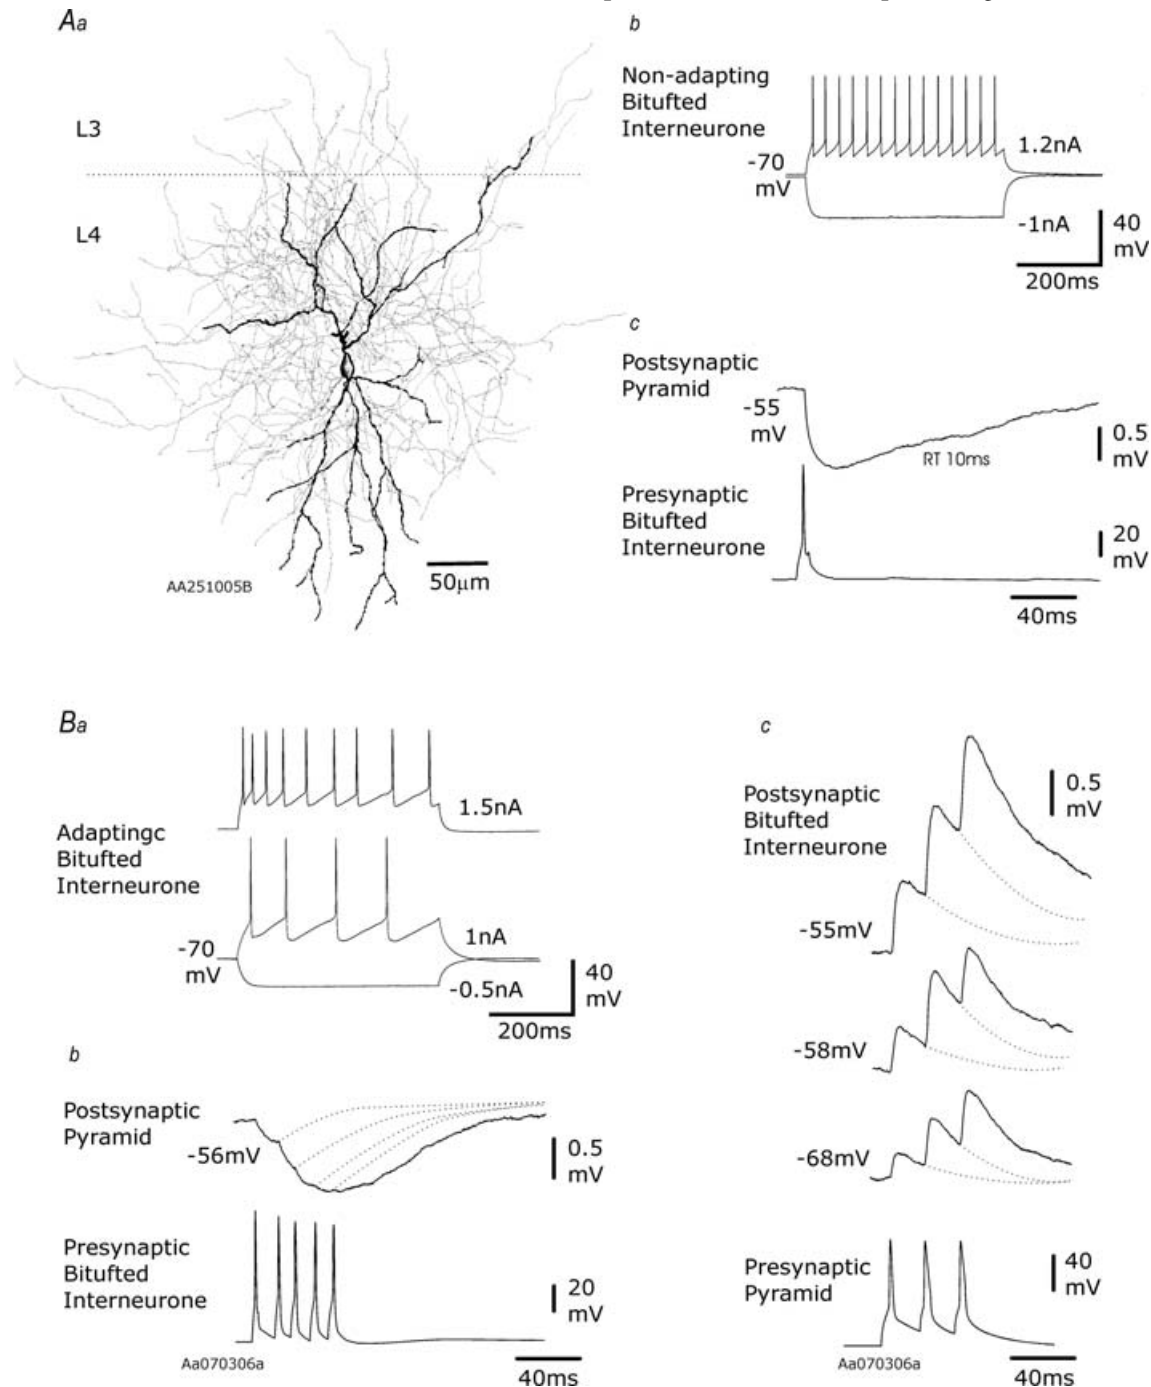 Aa
L3
L4
AA251005B
50μm
b
Non-adapting
Bitufted
Interneurone
-70
mV
1.2nA
-1nA
40
mV
200ms
c
Postsynaptic
Pyramid
-55
mV
RT 10ms
0.5
mV
Presynaptic
Bitufted
Interneurone
20
mV
40ms
Ba
Adaptingc
Bitufted
Interneurone
1.5nA
-70
mV
1nA
-0.5nA
40
mV
200ms
b
Postsynaptic
Pyramid
-56mV
0.5
mV
Presynaptic
Bitufted
Interneurone
20
mV
Aa070306a
40ms
c
Postsynaptic
Bitufted
Interneurone
0.5
mV
-55mV
-58mV
-68mV
Presynaptic
Pyramid
40
mV
Aa070306a
40ms